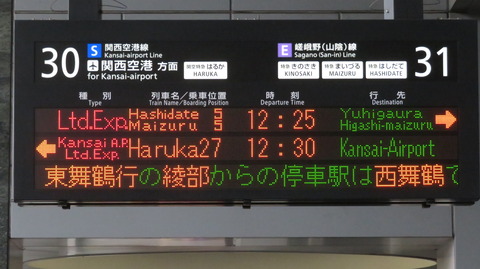 30 S 関西空港線 Kansai-airport Line
関西空港 方面 for Kansai-airport
関空特急 はるか HARUKA
E 嵯峨野(山陰)線 Sagano (San-in) Line 31
特急 きのさき KINOSAKI 特急 まいづる MAIZURU 特急 はしだて HASHIDATE
種別 列車名/乗車位置 時刻 行先
Type Train Name/Boarding Position Departure Time Destination
Ltd.Exp. Hashidate 5 Maizuru 5 12:25 Yuhigaura Higashi-maizuru →
← Kansai A.P. Ltd.Exp. Haruka27 12:30 Kansai-Airport
東舞鶴行の綾部からの停車駅は西舞鶴で